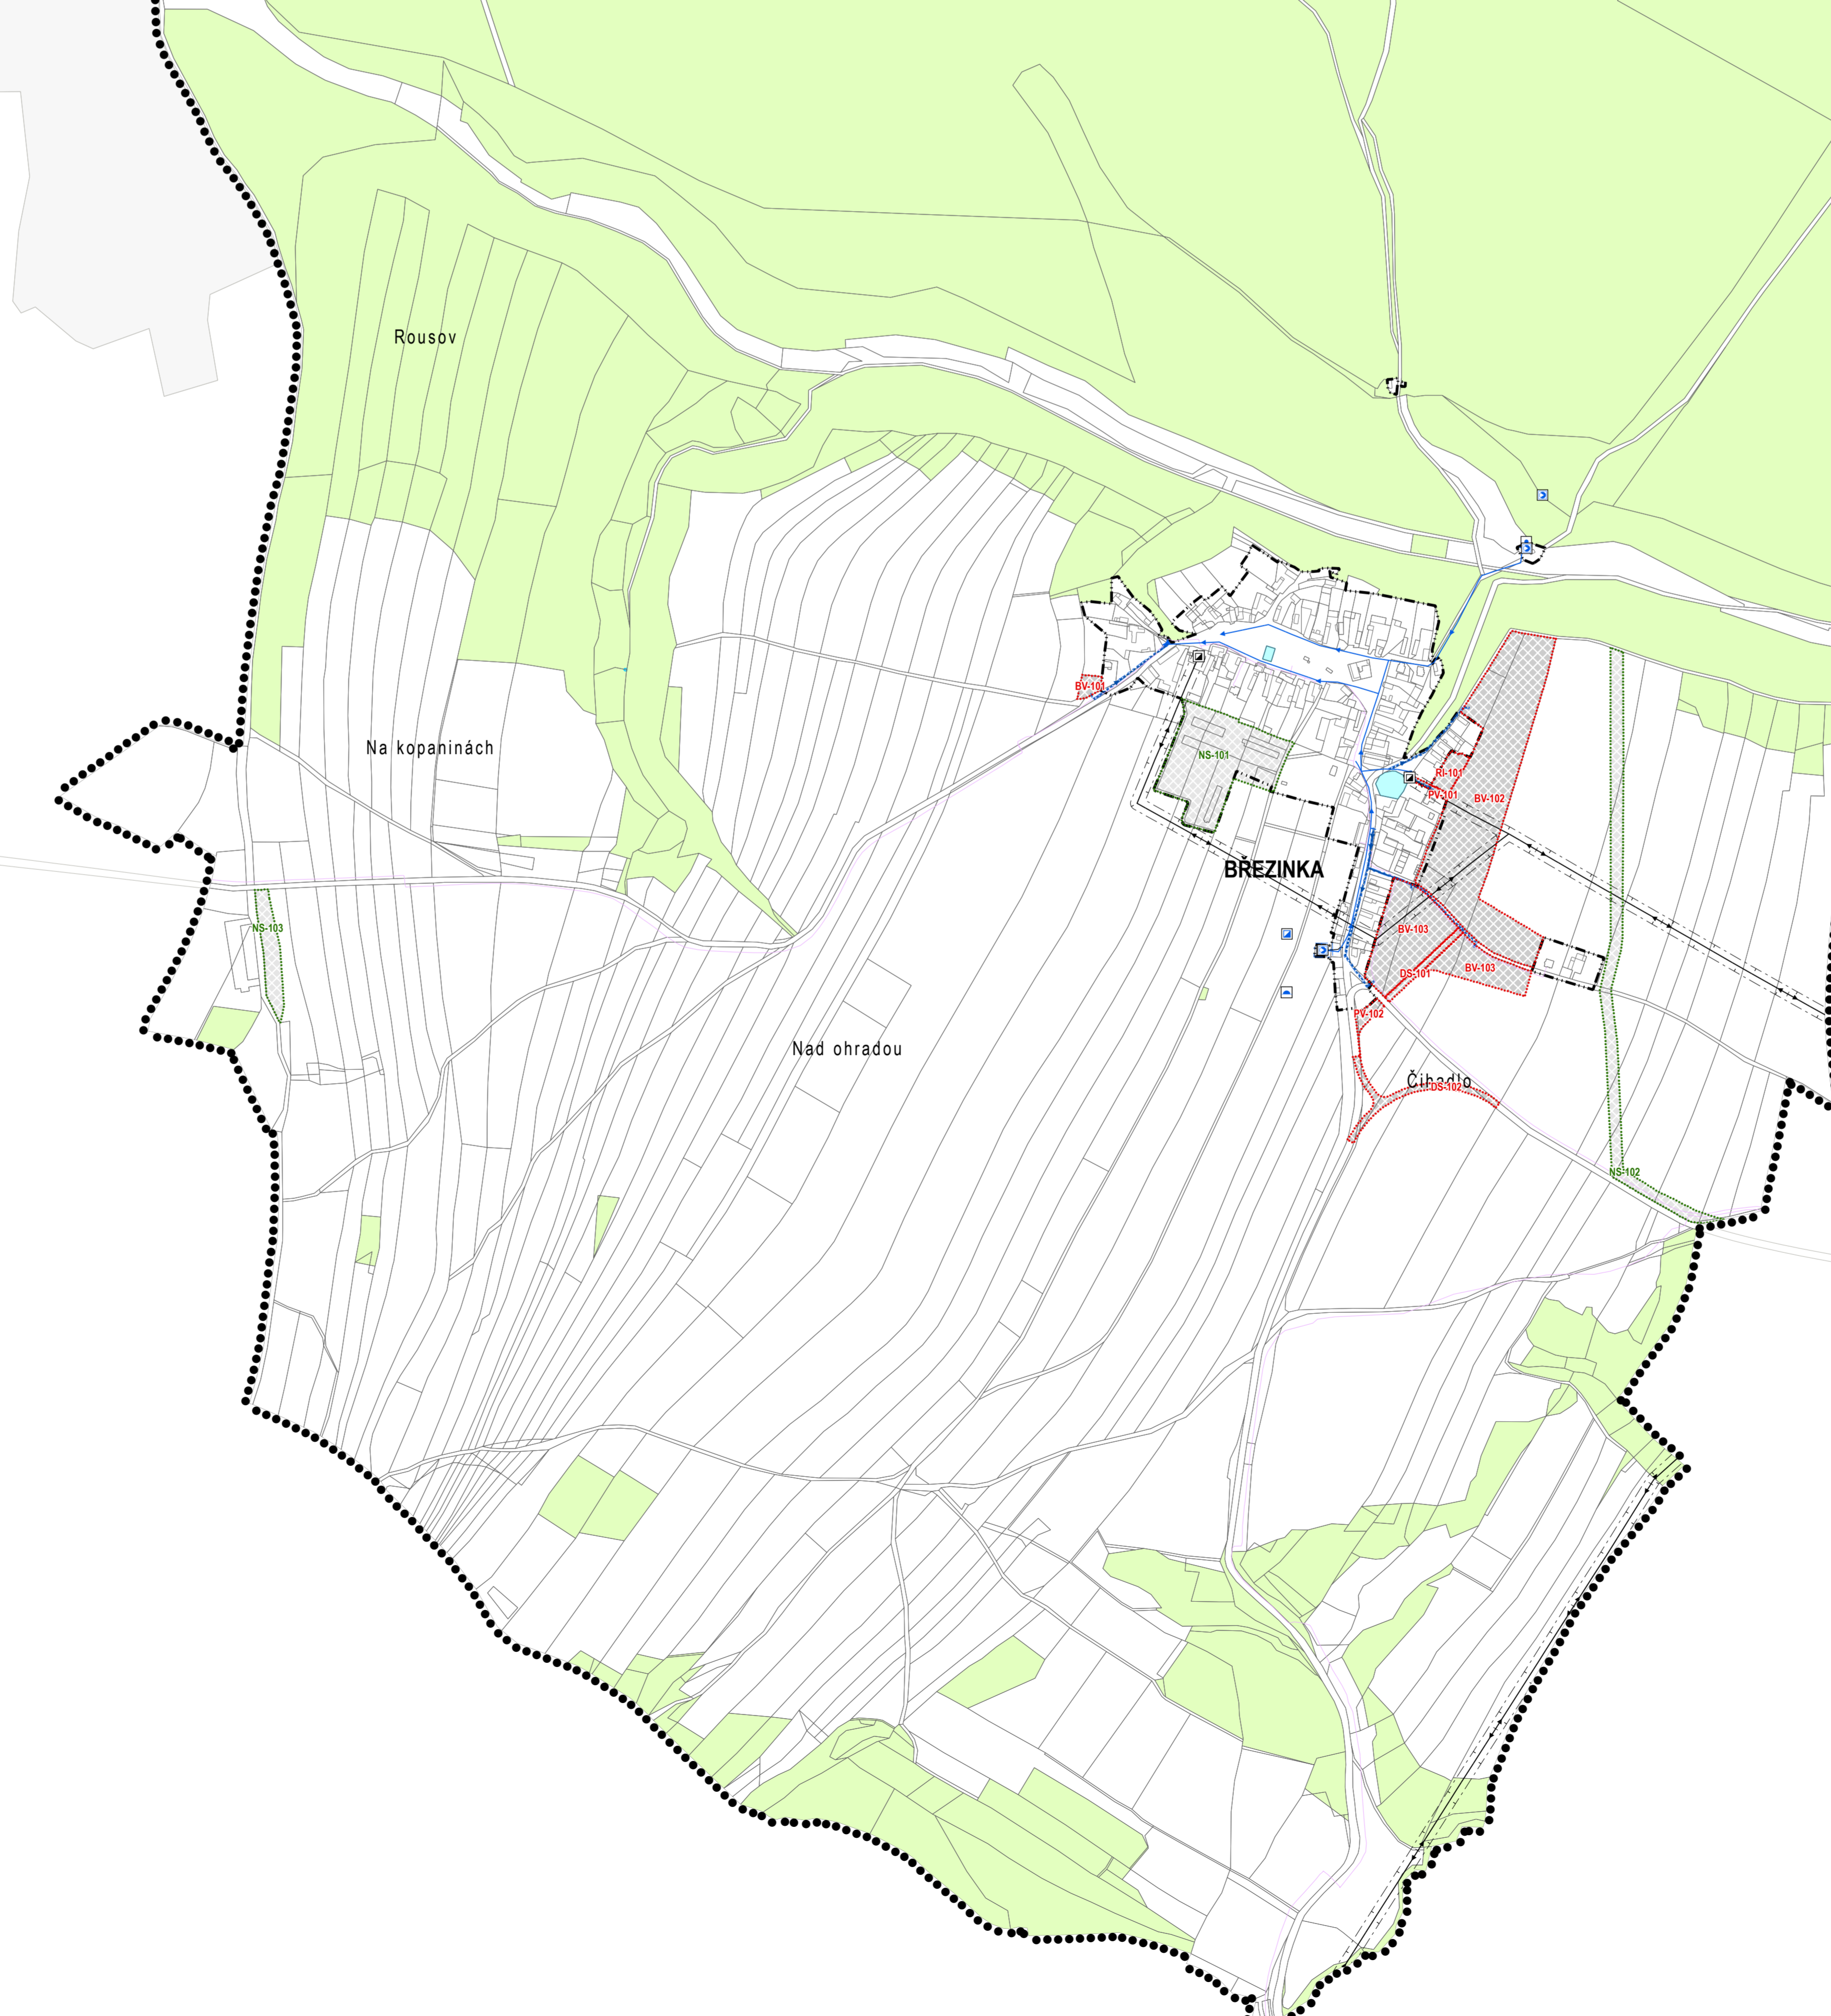 Rousov
BV-101
Na kopaninách
NS-101
RI-101
PV-101
BV-102
BŘEZINKA
NS-103
BV-103
BV-103
DS-101
PV-102
Nad ohradou
Čihadlo
DS-102
NS-102